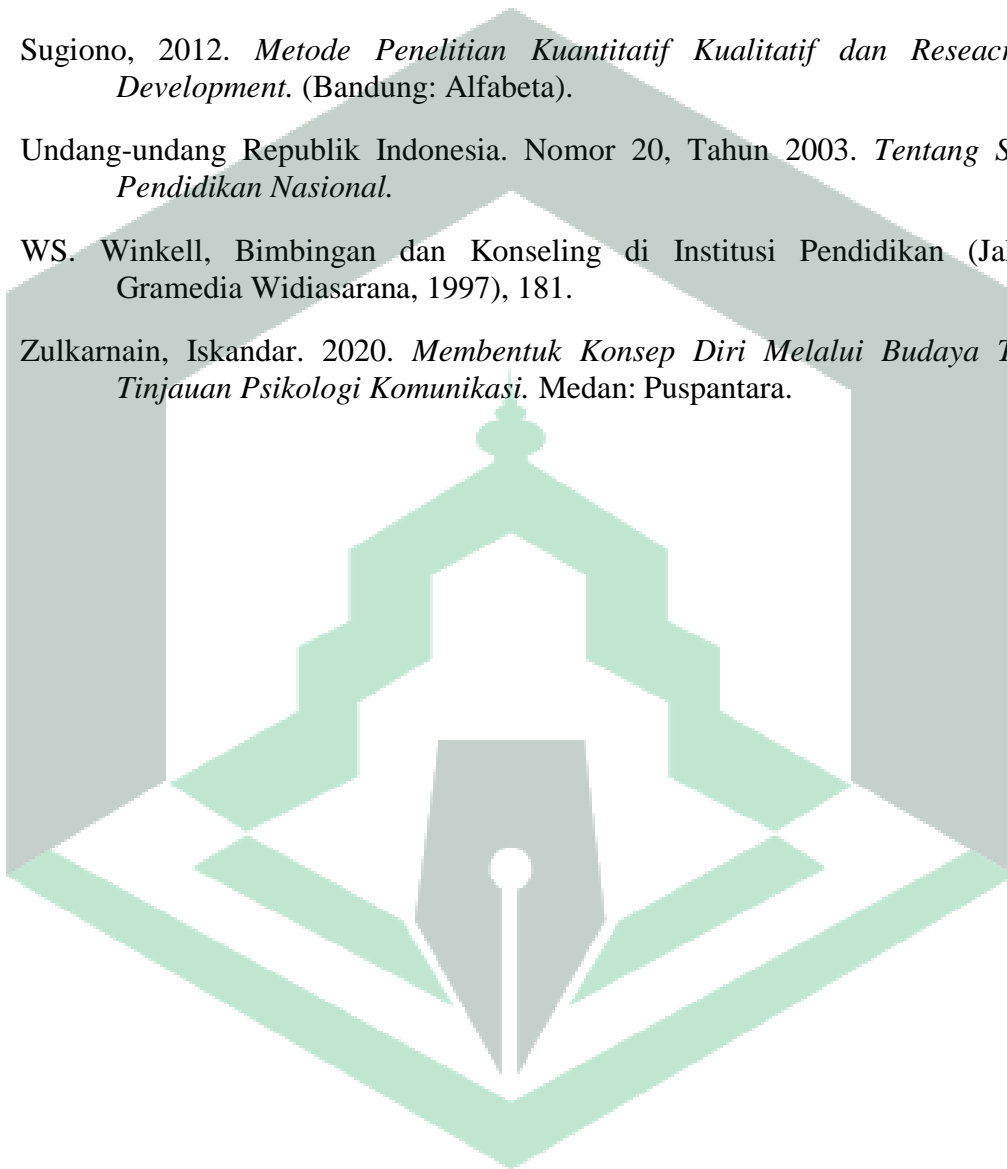 Sugiono, 2012. Metode Penelitian Kuantitatif Kualitatif dan
Development. (Bandung: Alfabeta).
Undang-undang Republik Indonesia. Nomor 20, Tahun 2003. Tentang
Pendidikan Nasional.
WS. Winkell, Bimbingan dan Konseling di Institusi Pendidikan
Gramedia Widiasarana, 1997), 181.
Zulkarnain, Iskandar. 2020. Membentuk Konsep Diri Melalui Budaya
Tinjauan Psikologi Komunikasi. Medan: Puspantara.